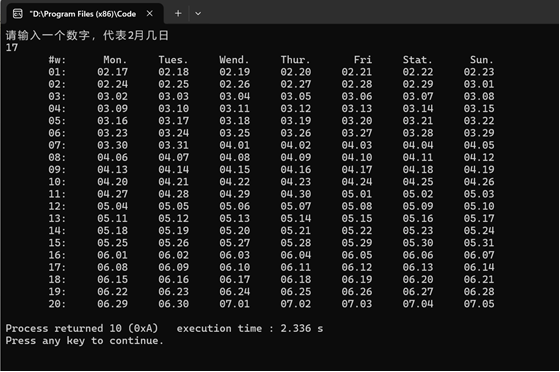 "D:\Program Files (x86)\Code
请输入一个数字，代表2月几日
17
#w: Mon. Tues. Wend. Thur. Fri Stat. Sun.
01: 02.17 02.18 02.19 02.20 02.21 02.22 02.23
02: 02.24 02.25 02.26 02.27 02.28 02.29 03.01
03: 03.02 03.03 03.04 03.05 03.06 03.07 03.08
04: 03.09 03.10 03.11 03.12 03.13 03.14 03.15
05: 03.16 03.17 03.18 03.19 03.20 03.21 03.22
06: 03.23 03.24 03.25 03.26 03.27 03.28 03.29
07: 03.30 03.31 04.01 04.02 04.03 04.04 04.05
08: 04.06 04.07 04.08 04.09 04.10 04.11 04.12
09: 04.13 04.14 04.15 04.16 04.17 04.18 04.19
10: 04.20 04.21 04.22 04.23 04.24 04.25 04.26
11: 04.27 04.28 04.29 04.30 05.01 05.02 05.03
12: 05.04 05.05 05.06 05.07 05.08 05.09 05.10
13: 05.11 05.12 05.13 05.14 05.15 05.16 05.17
14: 05.18 05.19 05.20 05.21 05.22 05.23 05.24
15: 05.25 05.26 05.27 05.28 05.29 05.30 05.31
16: 06.01 06.02 06.03 06.04 06.05 06.06 06.07
17: 06.08 06.09 06.10 06.11 06.12 06.13 06.14
18: 06.15 06.16 06.17 06.18 06.19 06.20 06.21
19: 06.22 06.23 06.24 06.25 06.26 06.27 06.28
20: 06.29 06.30 07.01 07.02 07.03 07.04 07.05
Process returned 10 (0xA) execution time : 2.336 s
Press any key to continue.